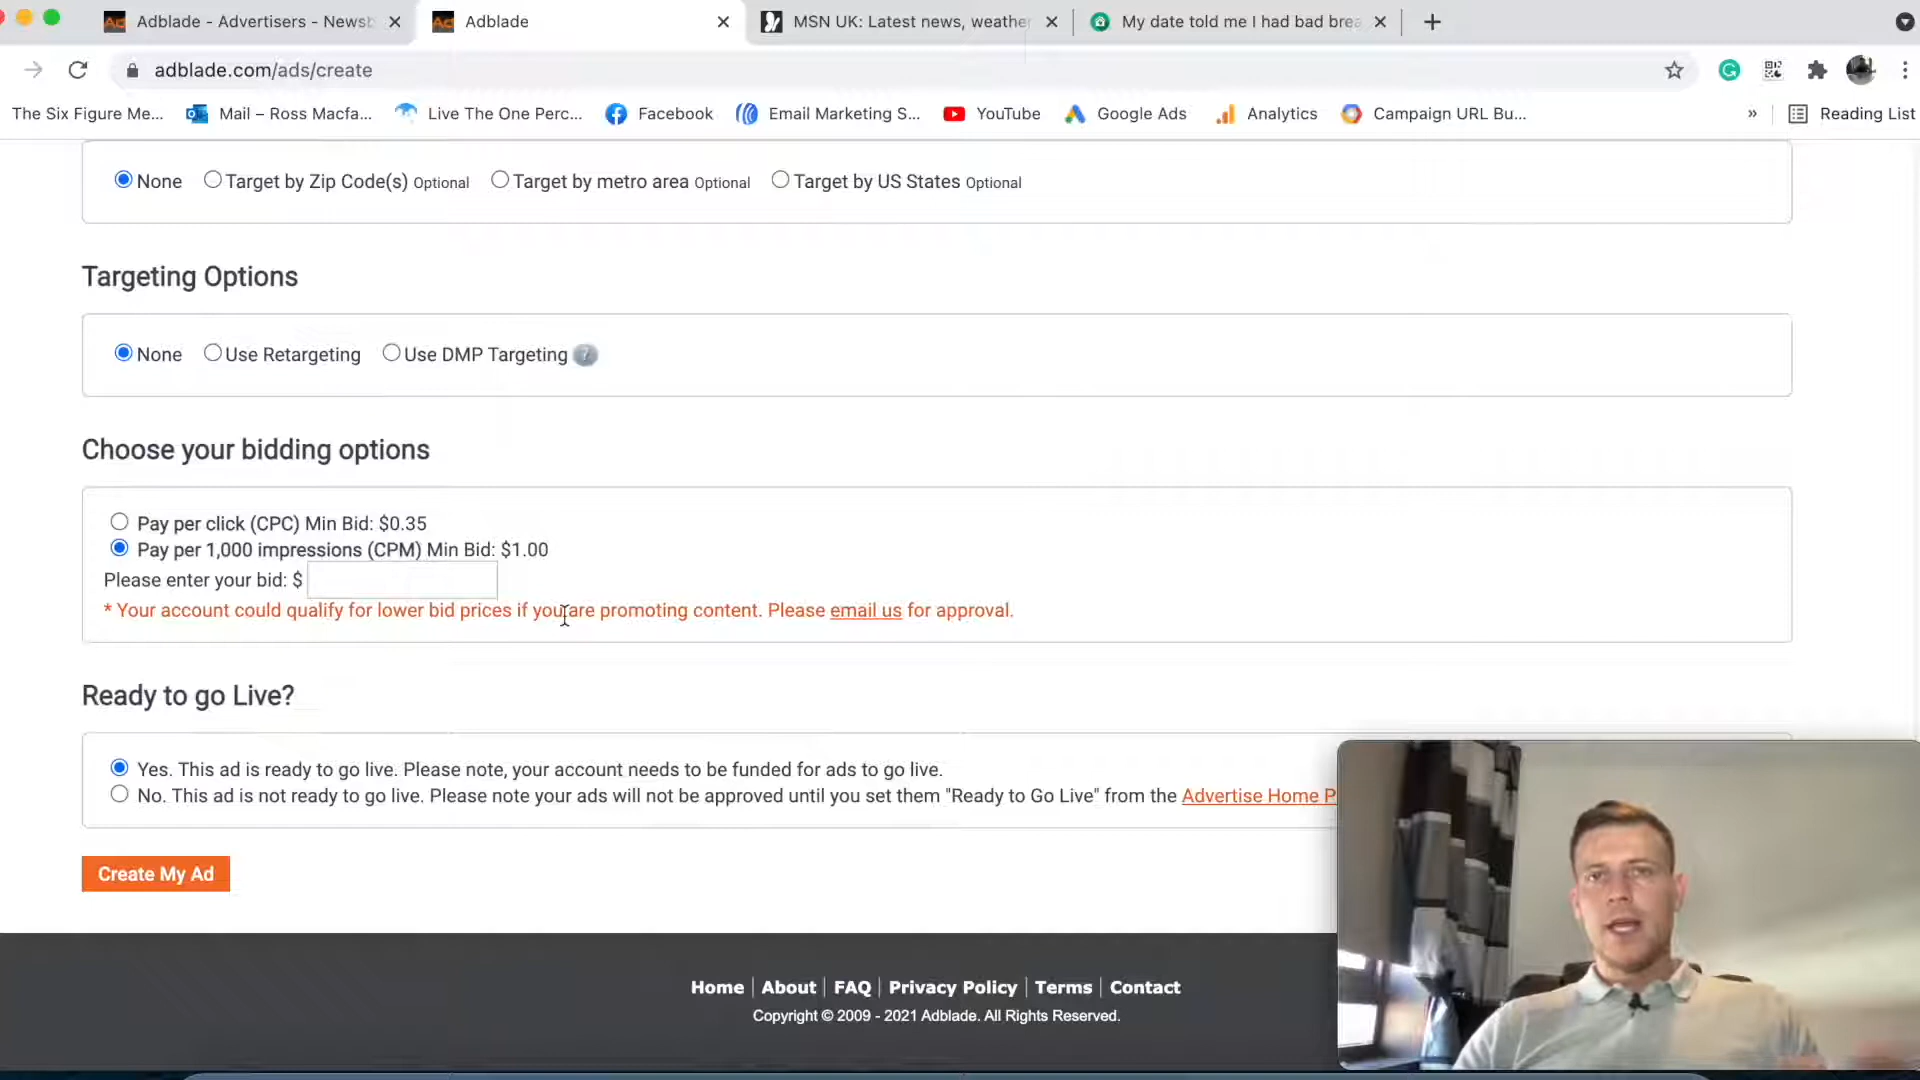 Adblade - Advertisers - Newsb
Adblade
MSN UK: Latest news, weather
My date told me I had bad brea
adblade.com/ads/create
The Six Figure Me...
Mail – Ross Macfa...
Live The One Perc...
Facebook
Email Marketing S...
YouTube
Google Ads
Analytics
Campaign URL Bu...
»
Reading List
None
Target by Zip Code(s) Optional
Target by metro area Optional
Target by US States Optional
Targeting Options
None
Use Retargeting
Use DMP Targeting ?
Choose your bidding options
Pay per click (CPC) Min Bid: $0.35
Pay per 1,000 impressions (CPM) Min Bid: $1.00
Please enter your bid: $
* Your account could qualify for lower bid prices if you are promoting content. Please email us for approval.
Ready to go Live?
Yes. This ad is ready to go live. Please note, your account needs to be funded for ads to go live.
No. This ad is not ready to go live. Please note your ads will not be approved until you set them "Ready to Go Live" from the Advertise Home P
Create My Ad
Home | About | FAQ | Privacy Policy | Terms | Contact
Copyright © 2009 - 2021 Adblade. All Rights Reserved.